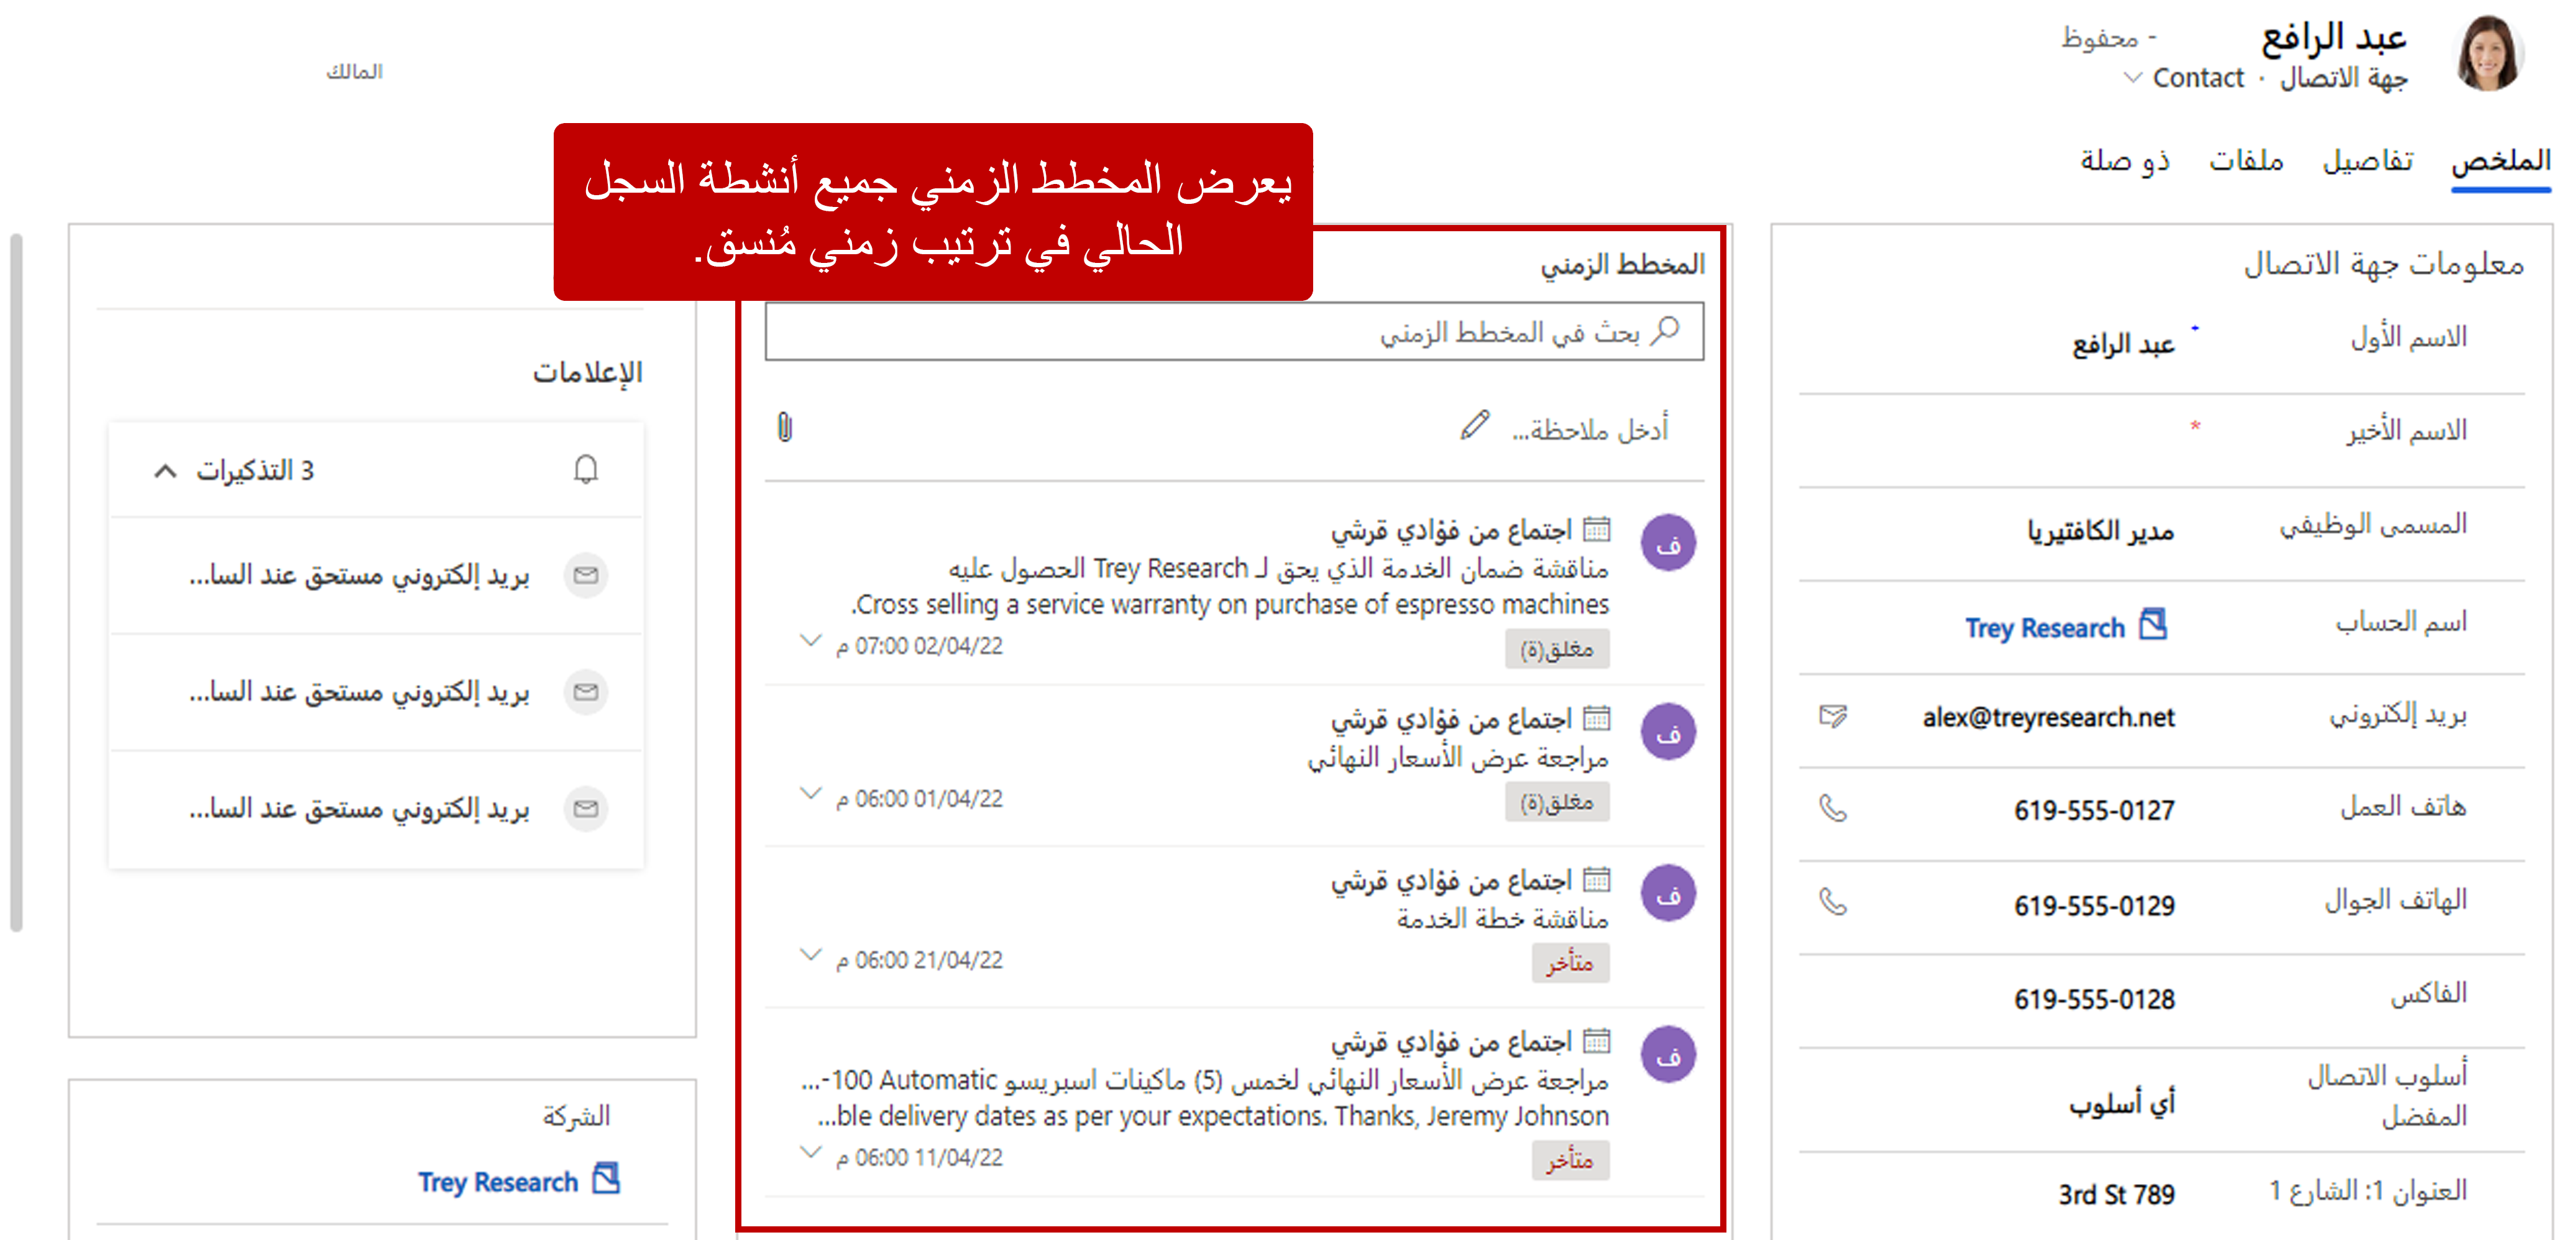 عبد الرافع - محفوظ
جهة الاتصال · Contact
المالك
الملخص تفاصيل ملفات ذو صلة
يعرض المخطط الزمني جميع أنشطة السجل
الحالي في ترتيب زمني مُنسق.
معلومات جهة الاتصال
الاسم الأول * عبد الرافع
الاسم الأخير *
المسمى الوظيفي مدير الكافتيريا
اسم الحساب Trey Research
بريد إلكتروني alex@treyresearch.net
هاتف العمل 619-555-0127
الهاتف الجوال 619-555-0129
الفاكس 619-555-0128
أسلوب الاتصال
المفضل
أي أسلوب
العنوان 1: الشارع 1 3rd St 789
المخطط الزمني
بحث في المخطط الزمني
أدخل ملاحظة...
ف
اجتماع من فؤادي قرشي
مناقشة ضمان الخدمة الذي يحق لـ Trey Research الحصول عليه
.Cross selling a service warranty on purchase of espresso machines
مغلق(ة)
02/04/22 07:00 م
ف
اجتماع من فؤادي قرشي
مراجعة عرض الأسعار النهائي
مغلق(ة)
01/04/22 06:00 م
ف
اجتماع من فؤادي قرشي
مناقشة خطة الخدمة
متأخر
21/04/22 06:00 م
ف
اجتماع من فؤادي قرشي
مراجعة عرض الأسعار النهائي لخمس (5) ماكينات اسبريسو 100 Automatic-...
...ble delivery dates as per your expectations. Thanks, Jeremy Johnson
متأخر
11/04/22 06:00 م
الإعلامات
3 التذكيرات
بريد إلكتروني مستحق عند السا...
بريد إلكتروني مستحق عند السا...
بريد إلكتروني مستحق عند السا...
الشركة
Trey Research